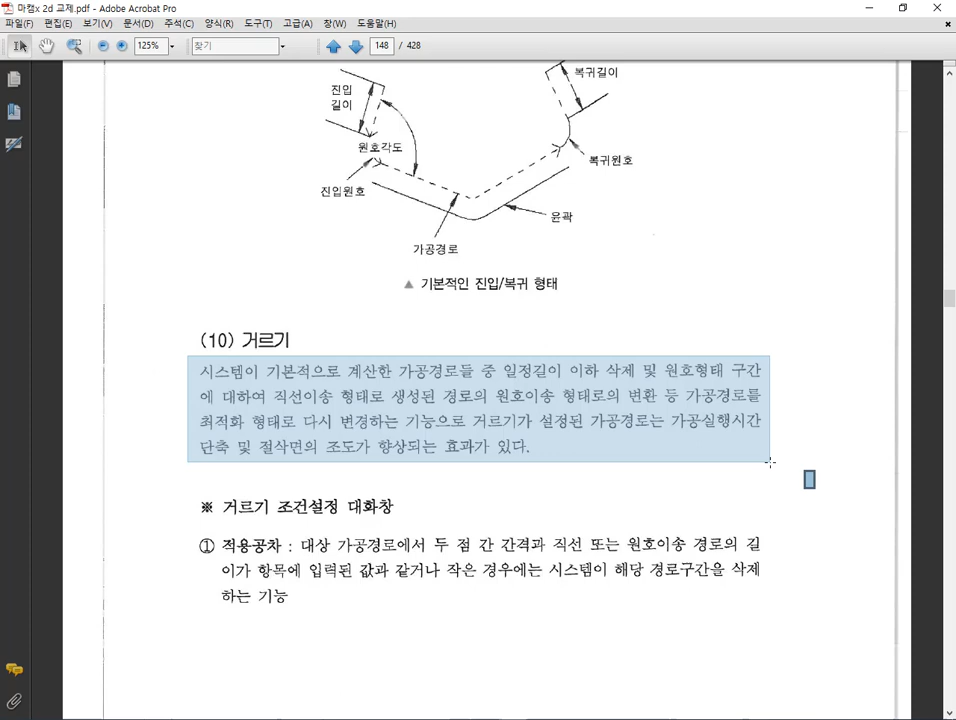 마캠x 2d 교제.pdf - Adobe Acrobat Pro
파일(F) 편집(E) 보기(V) 문서(D) 주석(C) 양식(R) 도구(T) 고급(A) 창(W) 도움말(H)
125% 찾기 148 / 428
복귀길이
진입
길이
원호각도
복귀원호
진입원호
윤곽
가공경로
▲ 기본적인 진입/복귀 형태
(10) 거르기
시스템이 기본적으로 계산한 가공경로들 중 일정길이 이하 삭제 및 원호형태 구간
에 대하여 직선이송 형태로 생성된 경로의 원호이송 형태로의 변환 등 가공경로를
최적화 형태로 다시 변경하는 기능으로 거르기가 설정된 가공경로는 가공실행시간
단축 및 절삭면의 조도가 향상되는 효과가 있다.
※ 거르기 조건설정 대화창
① 적용공차 : 대상 가공경로에서 두 점 간 간격과 직선 또는 원호이송 경로의 길
이가 항목에 입력된 값과 같거나 작은 경우에는 시스템이 해당 경로구간을 삭제
하는 기능